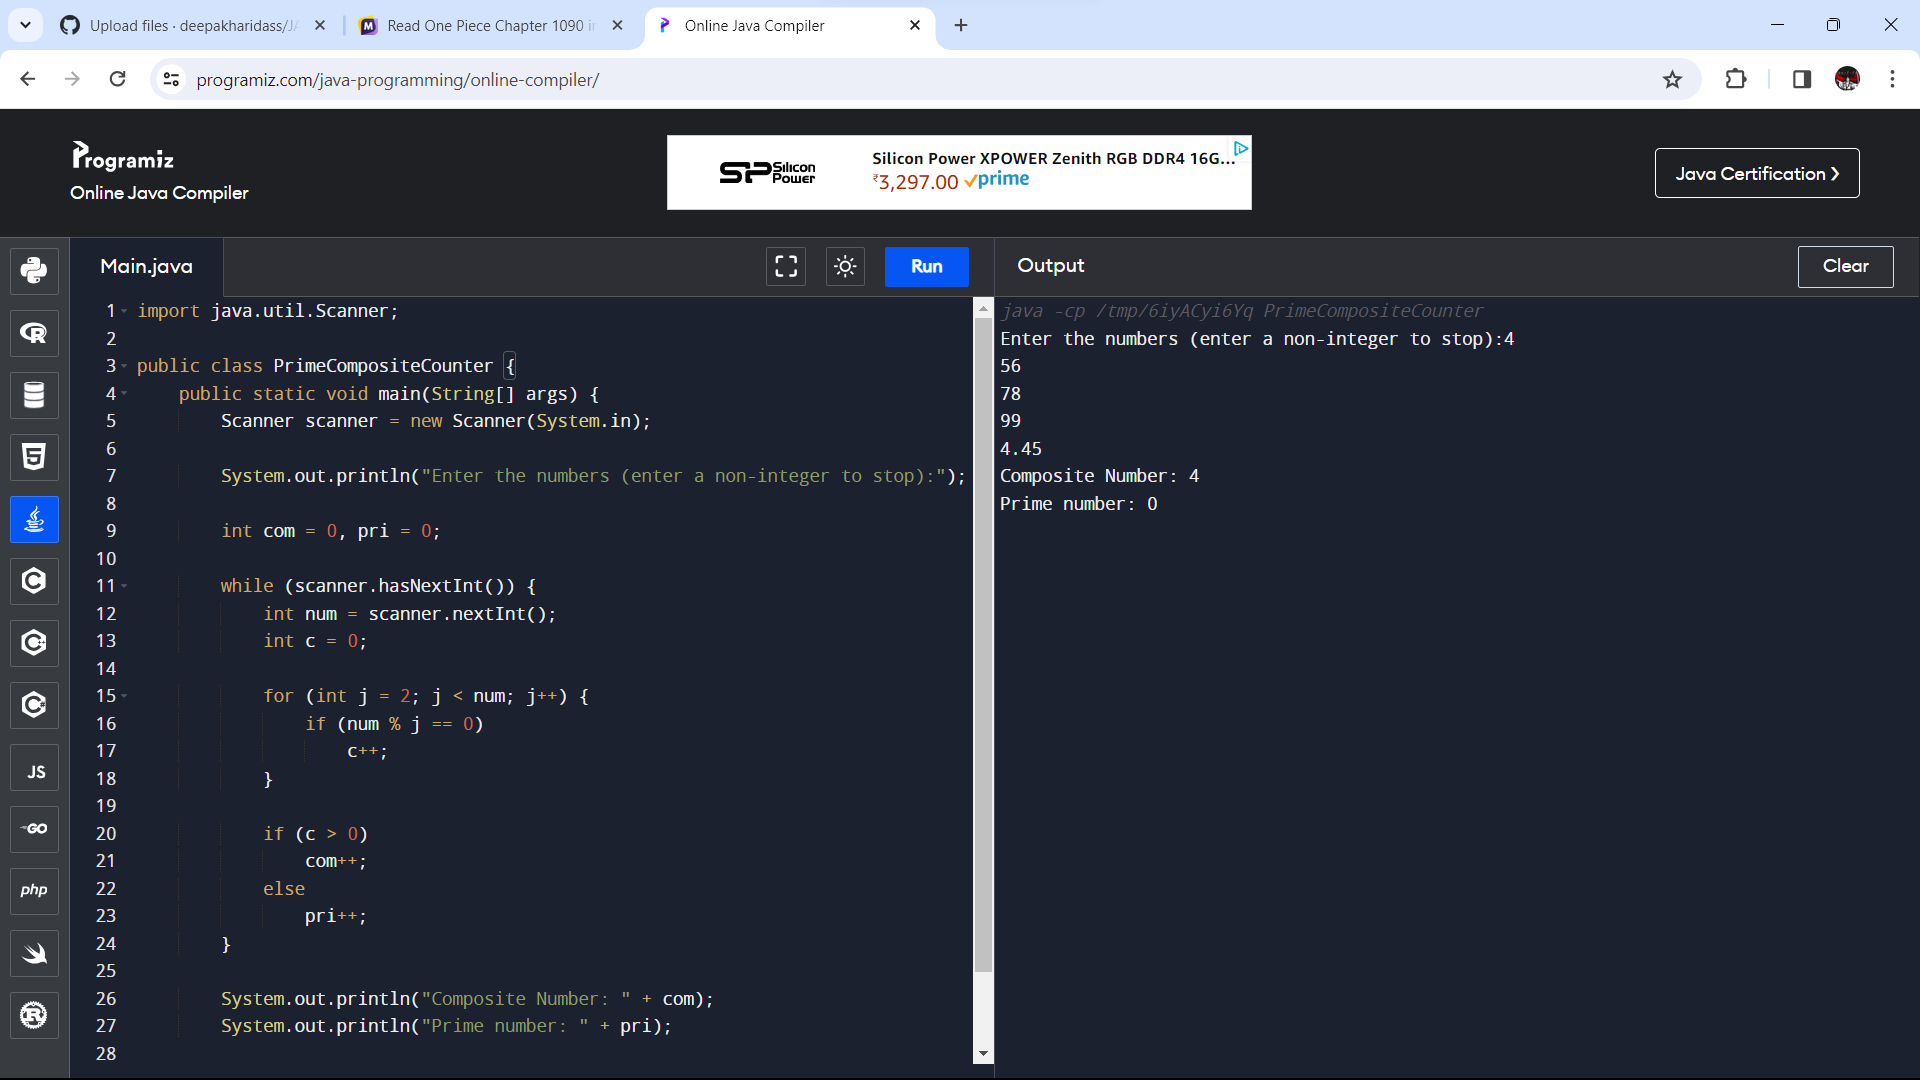 Upload files · deepakharidass/JA
Read One Piece Chapter 1090 in
Online Java Compiler
programiz.com/java-programming/online-compiler/
Programiz
Online Java Compiler
SP Silicon Power
Silicon Power XPOWER Zenith RGB DDR4 16G...
₹3,297.00 prime
Java Certification ❯
Main.java
Run
Output
Clear
1 import java.util.Scanner;
2
3 public class PrimeCompositeCounter {
4     public static void main(String[] args) {
5         Scanner scanner = new Scanner(System.in);
6
7         System.out.println("Enter the numbers (enter a non-integer to stop):");
8
9         int com = 0, pri = 0;
10
11         while (scanner.hasNextInt()) {
12             int num = scanner.nextInt();
13             int c = 0;
14
15             for (int j = 2; j < num; j++) {
16                 if (num % j == 0)
17                     c++;
18             }
19
20             if (c > 0)
21                 com++;
22             else
23                 pri++;
24         }
25
26         System.out.println("Composite Number: " + com);
27         System.out.println("Prime number: " + pri);
28
java -cp /tmp/6iyACyi6Yq PrimeCompositeCounter
Enter the numbers (enter a non-integer to stop):4
56
78
99
4.45
Composite Number: 4
Prime number: 0
R
5
C
C
C
JS
GO
php
R